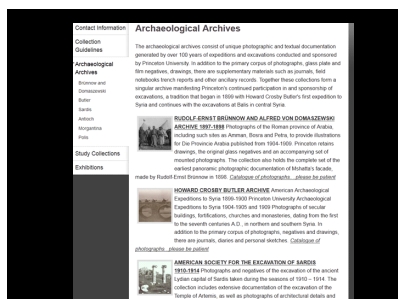 Contact Information
Collection
Guidelines
Archaeological
Archives
Brünnow and
Domaszewski
Butler
Sardis
Antioch
Morgantina
Polis
Study Collections
Exhibitions
Archaeological Archives
The archaeological archives consist of unique photographic and textual documentation
generated by over 100 years of expeditions and excavations conducted and sponsored
by Princeton University. In addition to the primary corpus of photographs, glass plate and
film negatives, drawings, there are supplementary materials such as journals, field
notebooks trench reports and other ancillary records. Together these collections form a
singular archive manifesting Princeton's continued participation in and sponsorship of
excavations, a tradition that began in 1899 with Howard Crosby Butler's first expedition to
Syria and continues with the excavations at Balis in central Syria.
RUDOLF-ERNST BRÜNNOW AND ALFRED VON DOMASZEWSKI
ARCHIVE 1897-1898 Photographs of the Roman province of Arabia,
including such sites as Amman, Bosra and Petra, to provide illustrations
for Die Provincia Arabia published from 1904-1909. Princeton retains
drawings, the original glass negatives and an accompanying set of
mounted photographs. The collection also holds the complete set of the
earliest panoramic photographic documentation of Mshatta's facade,
made by Rudolf-Ernst Brünnow in 1898. Catalogue of photographs please be patient
HOWARD CROSBY BUTLER ARCHIVE American Archaeological
Expeditions to Syria 1899-1900 Princeton University Archaeological
Expeditions to Syria 1904-1905 and 1909 Photographs of secular
buildings, fortifications, churches and monasteries, dating from the first
to the seventh centuries A.D., in northern and southern Syria. In
addition to the primary corpus of photographs, negatives and drawings,
there are journals, diaries and personal sketches. Catalogue of
photographs please be patient
AMERICAN SOCIETY FOR THE EXCAVATION OF SARDIS
1910-1914 Photographs and negatives of the excavation of the ancient
Lydian capital of Sardis taken during the seasons of 1910 – 1914. The
collection includes extensive documentation of the excavation of the
Temple of Artemis, as well as photographs of architectural details and